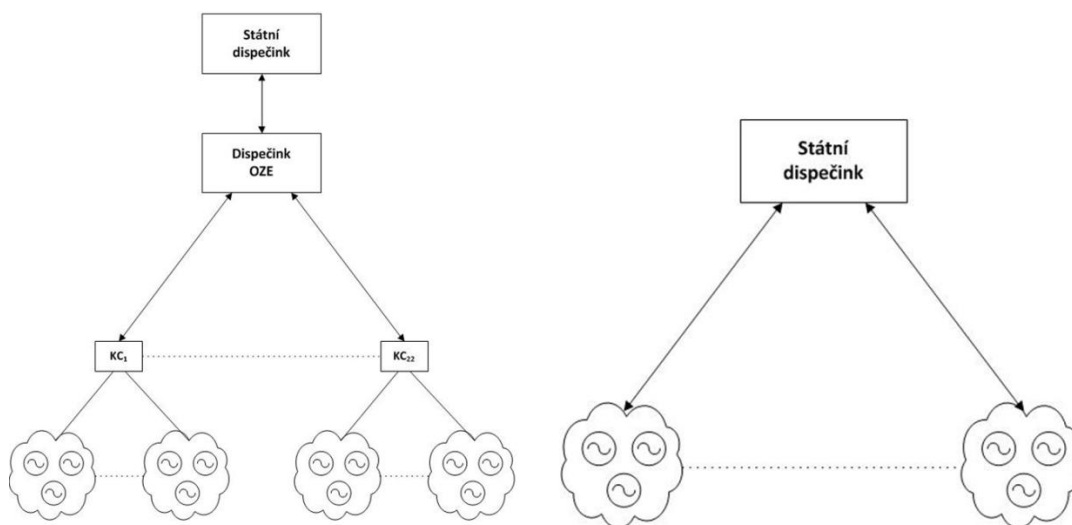 Státní
dispečink
Dispečink
OZE
KC₁
KC₂₂
Státní
dispečink